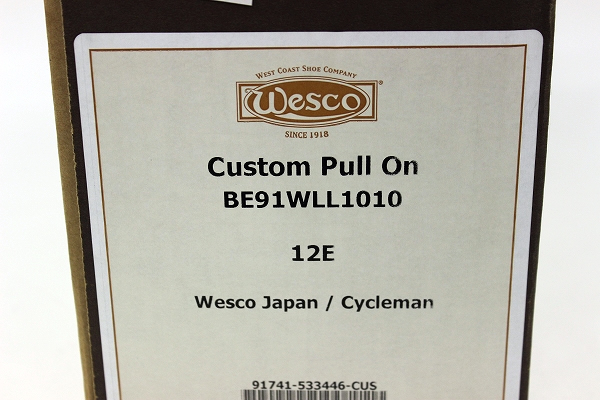 WEST COAST SHOE COMPANY
Wesco®
SINCE 1918
Custom Pull On
BE91WLL1010
12E
Wesco Japan / Cycleman
91741-533446-CUS